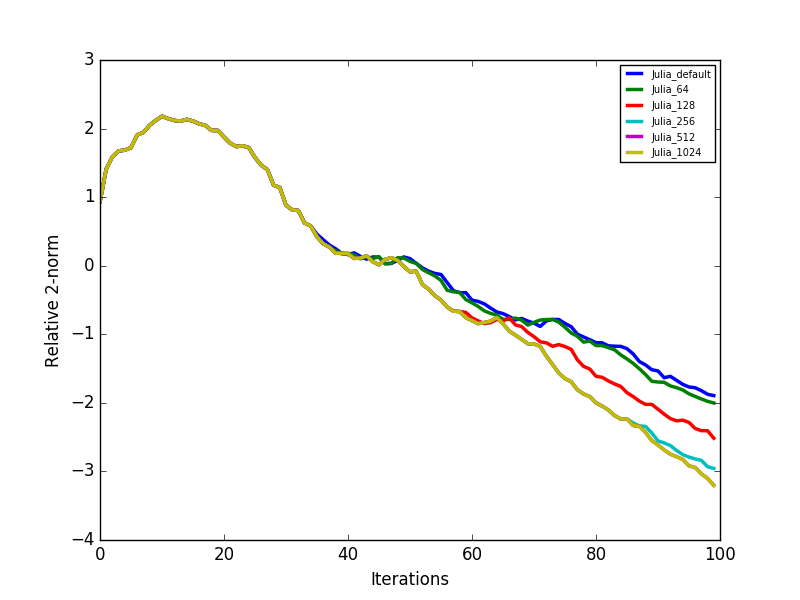 3
2
1
0
−1
−2
−3
−4
0 20 40 60 80 100
Relative 2-norm
Iterations
Julia_default
Julia_64
Julia_128
Julia_256
Julia_512
Julia_1024